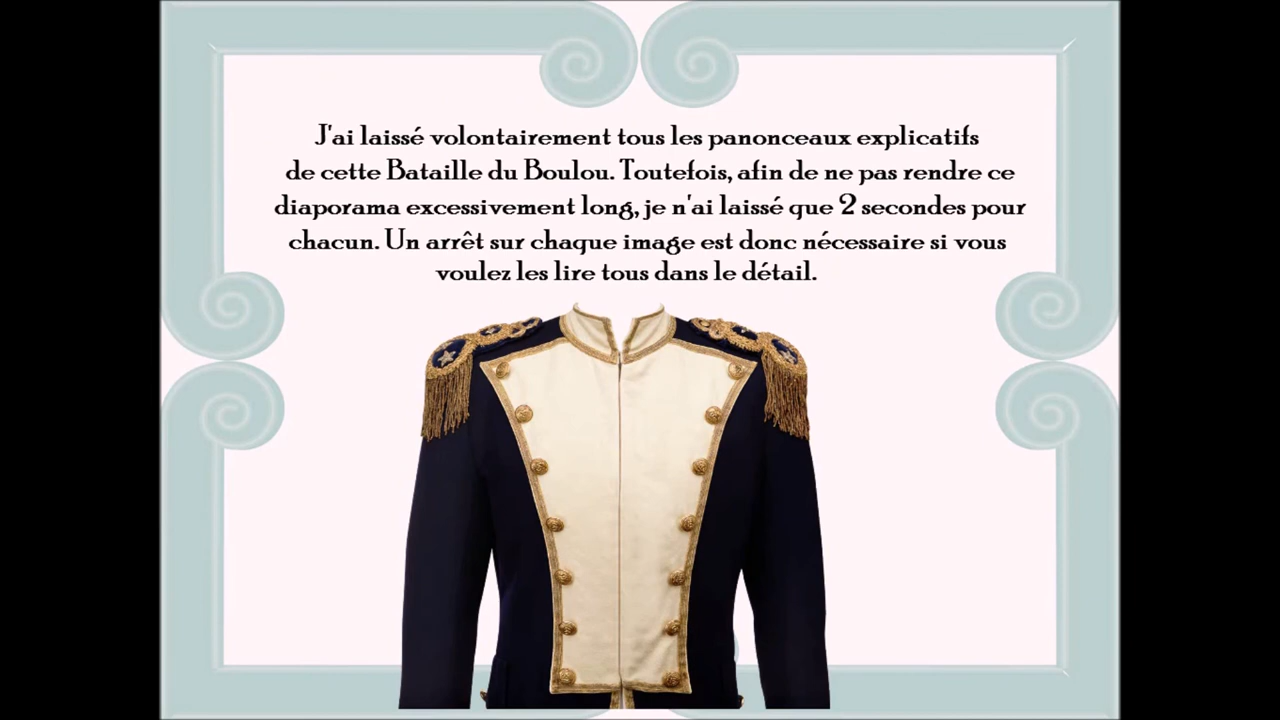 J'ai laissé volontairement tous les panonceaux explicatifs
de cette Bataille du Boulou. Toutefois, afin de ne pas rendre ce
diaporama excessivement long, je n'ai laissé que 2 secondes pour
chacun. Un arrêt sur chaque image est donc nécessaire si vous
voulez les lire tous dans le détail.